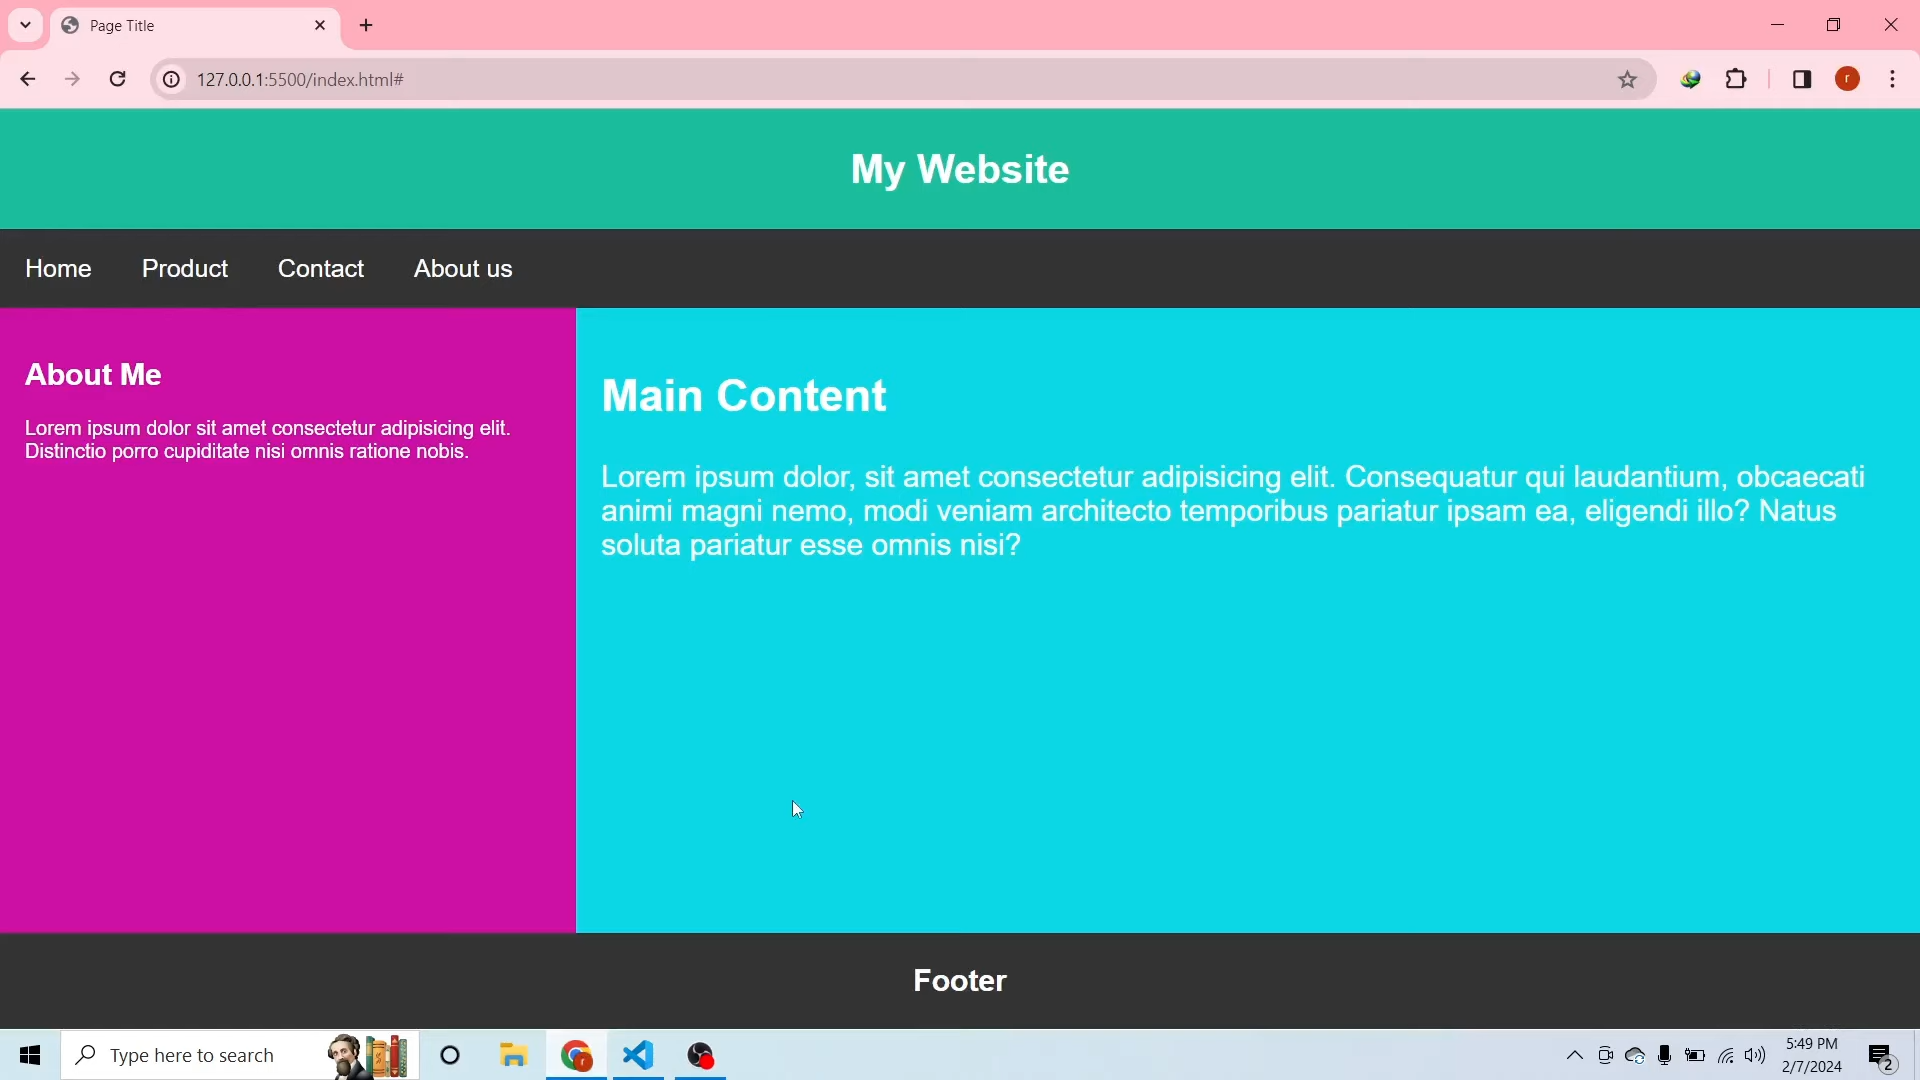 Page Title
127.0.0.1:5500/index.html#
r
My Website
Home Product Contact About us
About Me
Lorem ipsum dolor sit amet consectetur adipisicing elit.
Distinctio porro cupiditate nisi omnis ratione nobis.
Main Content
Lorem ipsum dolor, sit amet consectetur adipisicing elit. Consequatur qui laudantium, obcaecati
animi magni nemo, modi veniam architecto temporibus pariatur ipsam ea, eligendi illo? Natus
soluta pariatur esse omnis nisi?
Footer
Type here to search
r
5:49 PM
2/7/2024
2